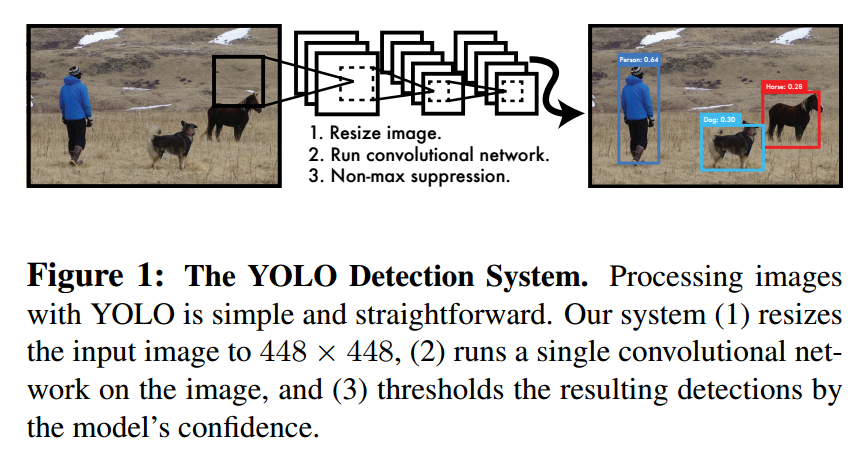 Person: 0.64
Horse: 0.28
Dog: 0.30
1. Resize image.
2. Run convolutional network.
3. Non-max suppression.
Figure 1: The YOLO Detection System. Processing images
with YOLO is simple and straightforward. Our system (1) resizes
the input image to 448 × 448, (2) runs a single convolutional net-
work on the image, and (3) thresholds the resulting detections by
the model's confidence.